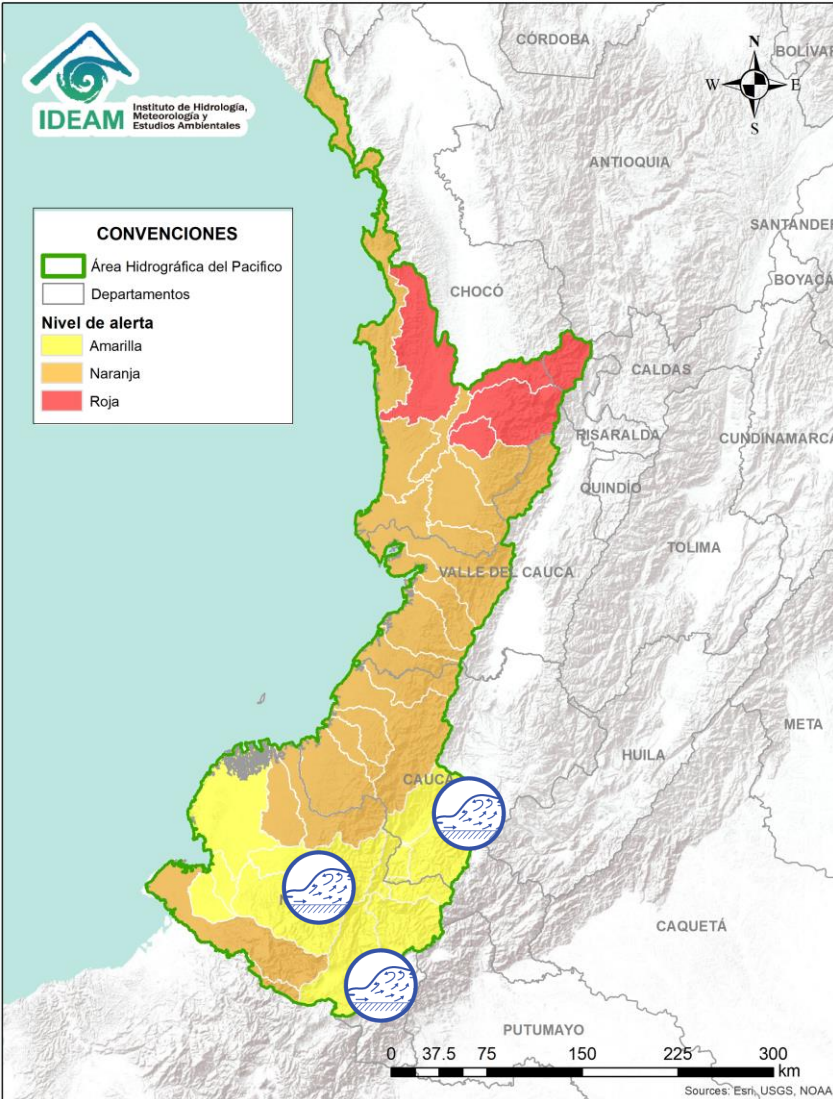 IDEAM
Instituto de Hidrología,
Meteorología y
Estudios Ambientales
CÓRDOBA
BOLÍVAR
N
W
E
S
ANTIOQUIA
SANTANDER
BOYACÁ
CONVENCIONES
Área Hidrográfica del Pacifico
Departamentos
Nivel de alerta
Amarilla
Naranja
Roja
CHOCÓ
CALDAS
RISARALDA
CUNDINAMARCA
QUINDÍO
TOLIMA
VALLE DEL CAUCA
META
HUILA
CAUCA
N
CAQUETÁ
PUTUMAYO
0 37.5 75 150 225 300
km
Sources: Esri, USGS, NOAA